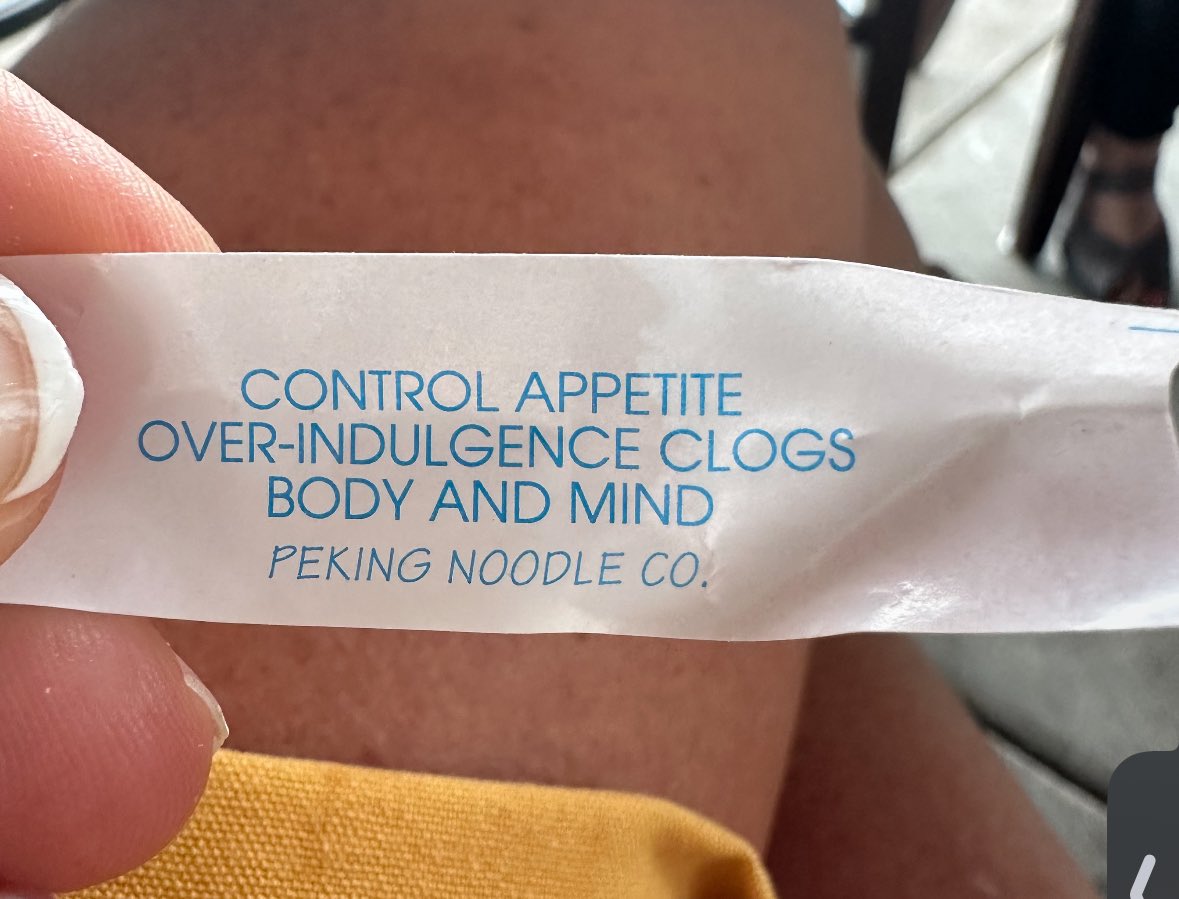 CONTROL APPETITE
OVER-INDULGENCE CLOGS
BODY AND MIND
PEKING NOODLE CO.